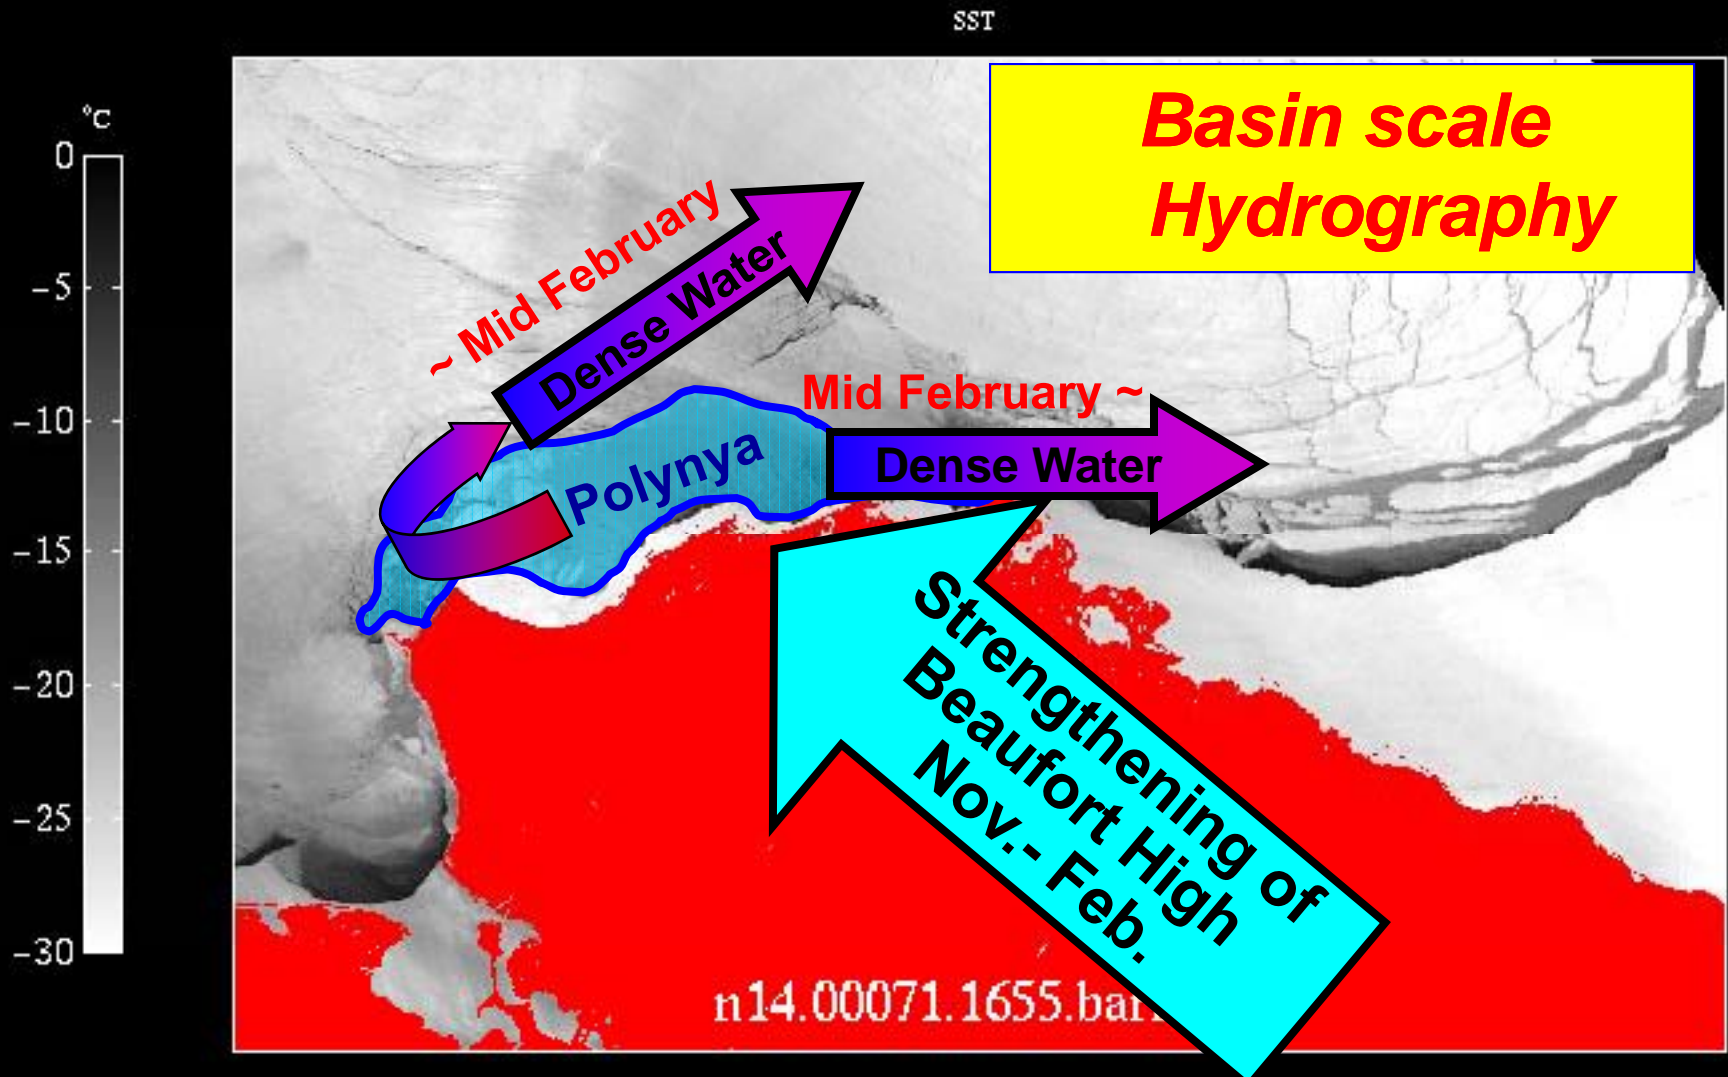 SST
Basin scale
Hydrography
°C
0
−5
−10
−15
−20
−25
−30
~ Mid February
Dense Water
Mid February ~
Dense Water
Polynya
Strengthening of
Beaufort High
Nov.- Feb.
n14.00071.1655.bar